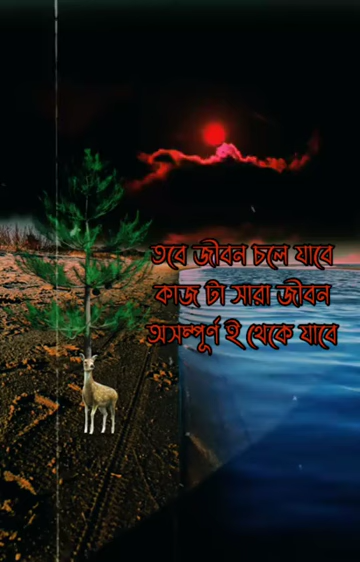 তবে জীবন চলে যাবে
কাজ টা সারা জীবন
অসম্পূর্ণ ই থেকে যাবে